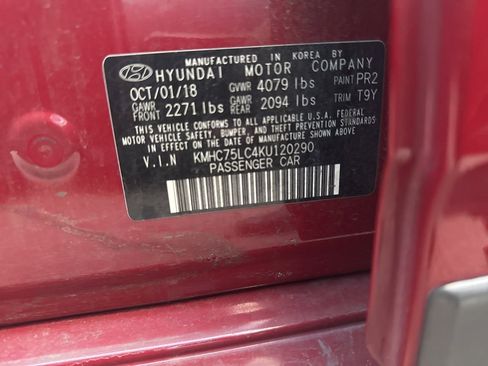 MANUFACTURED IN KOREA BY
HYUNDAI MOTOR COMPANY
OCT/01/18 GVWR 4079 lbs PAINT PR2
GAWR FRONT 2271 lbs GAWR REAR 2094 lbs TRIM T9Y
THIS VEHICLE CONFORMS TO ALL APPLICABLE U.S.A. FEDERAL
MOTOR VEHICLE SAFETY, BUMPER, AND THEFT PREVENTION STANDARDS
IN EFFECT ON THE DATE OF MANUFACTURE SHOWN ABOVE.
V.I.N KMHC75LC4KU120290
PASSENGER CAR